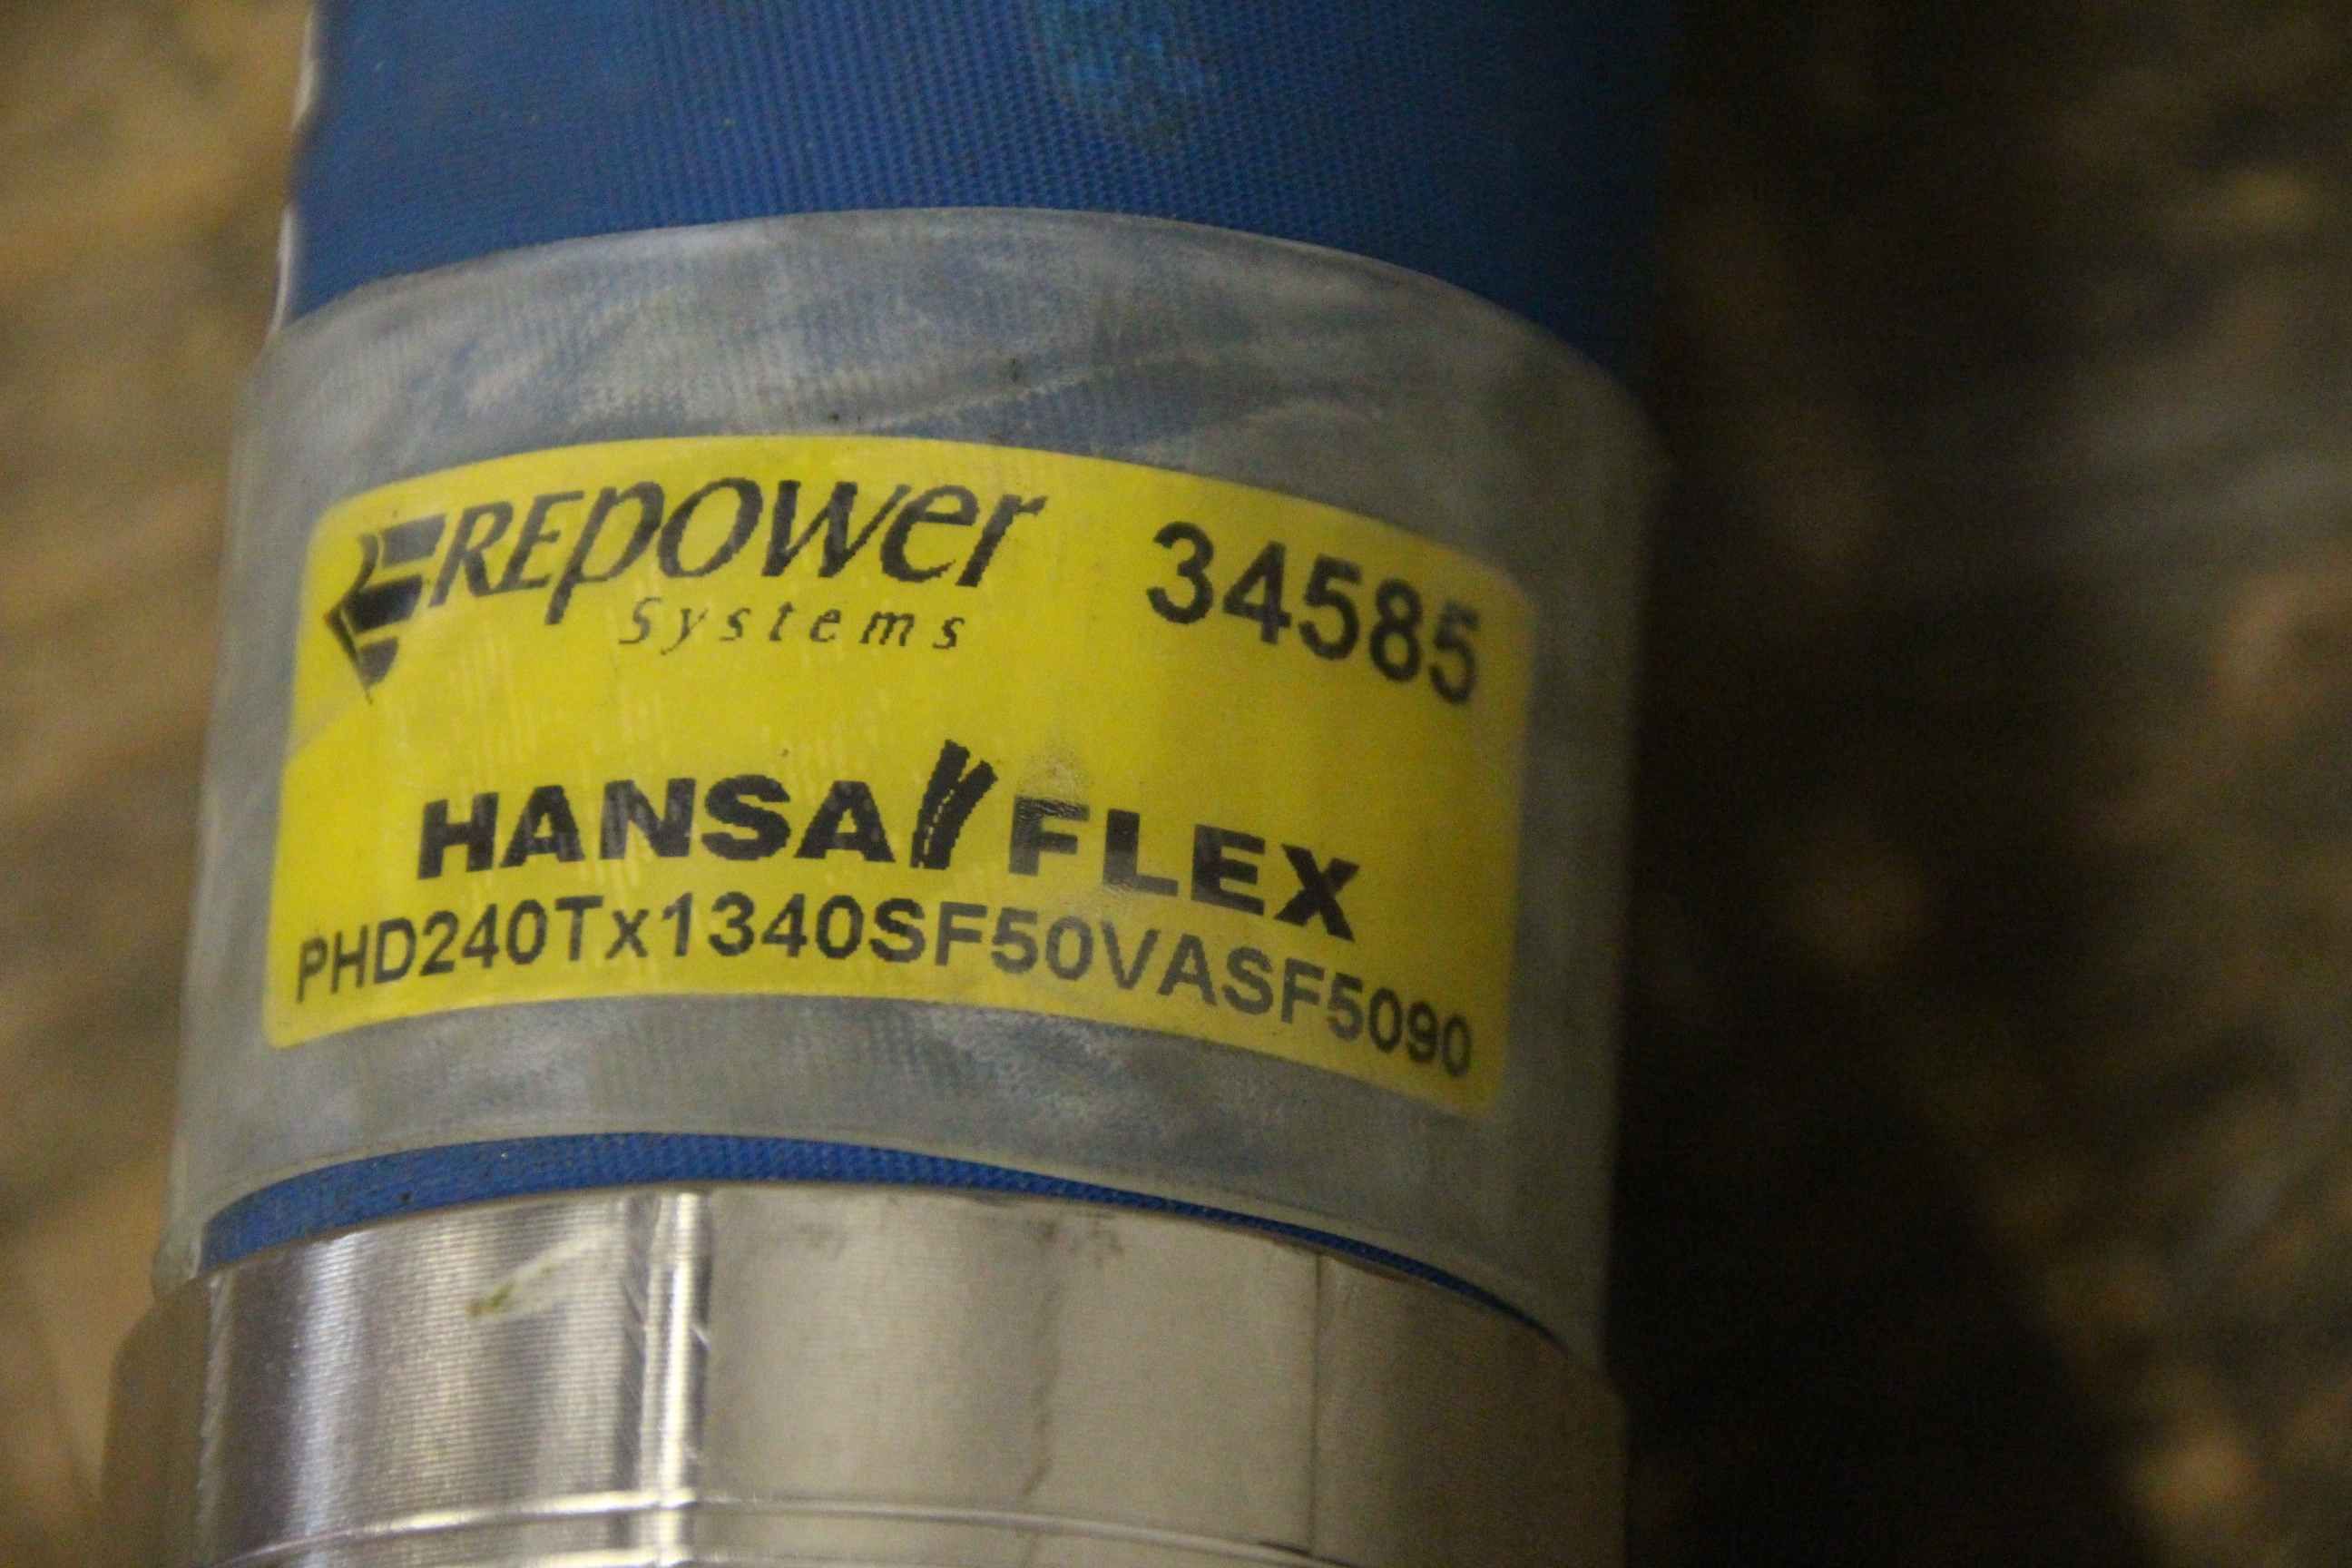 REpower 34585
Systems
HANSA FLEX
PHD240Tx1340SF50VASF5090